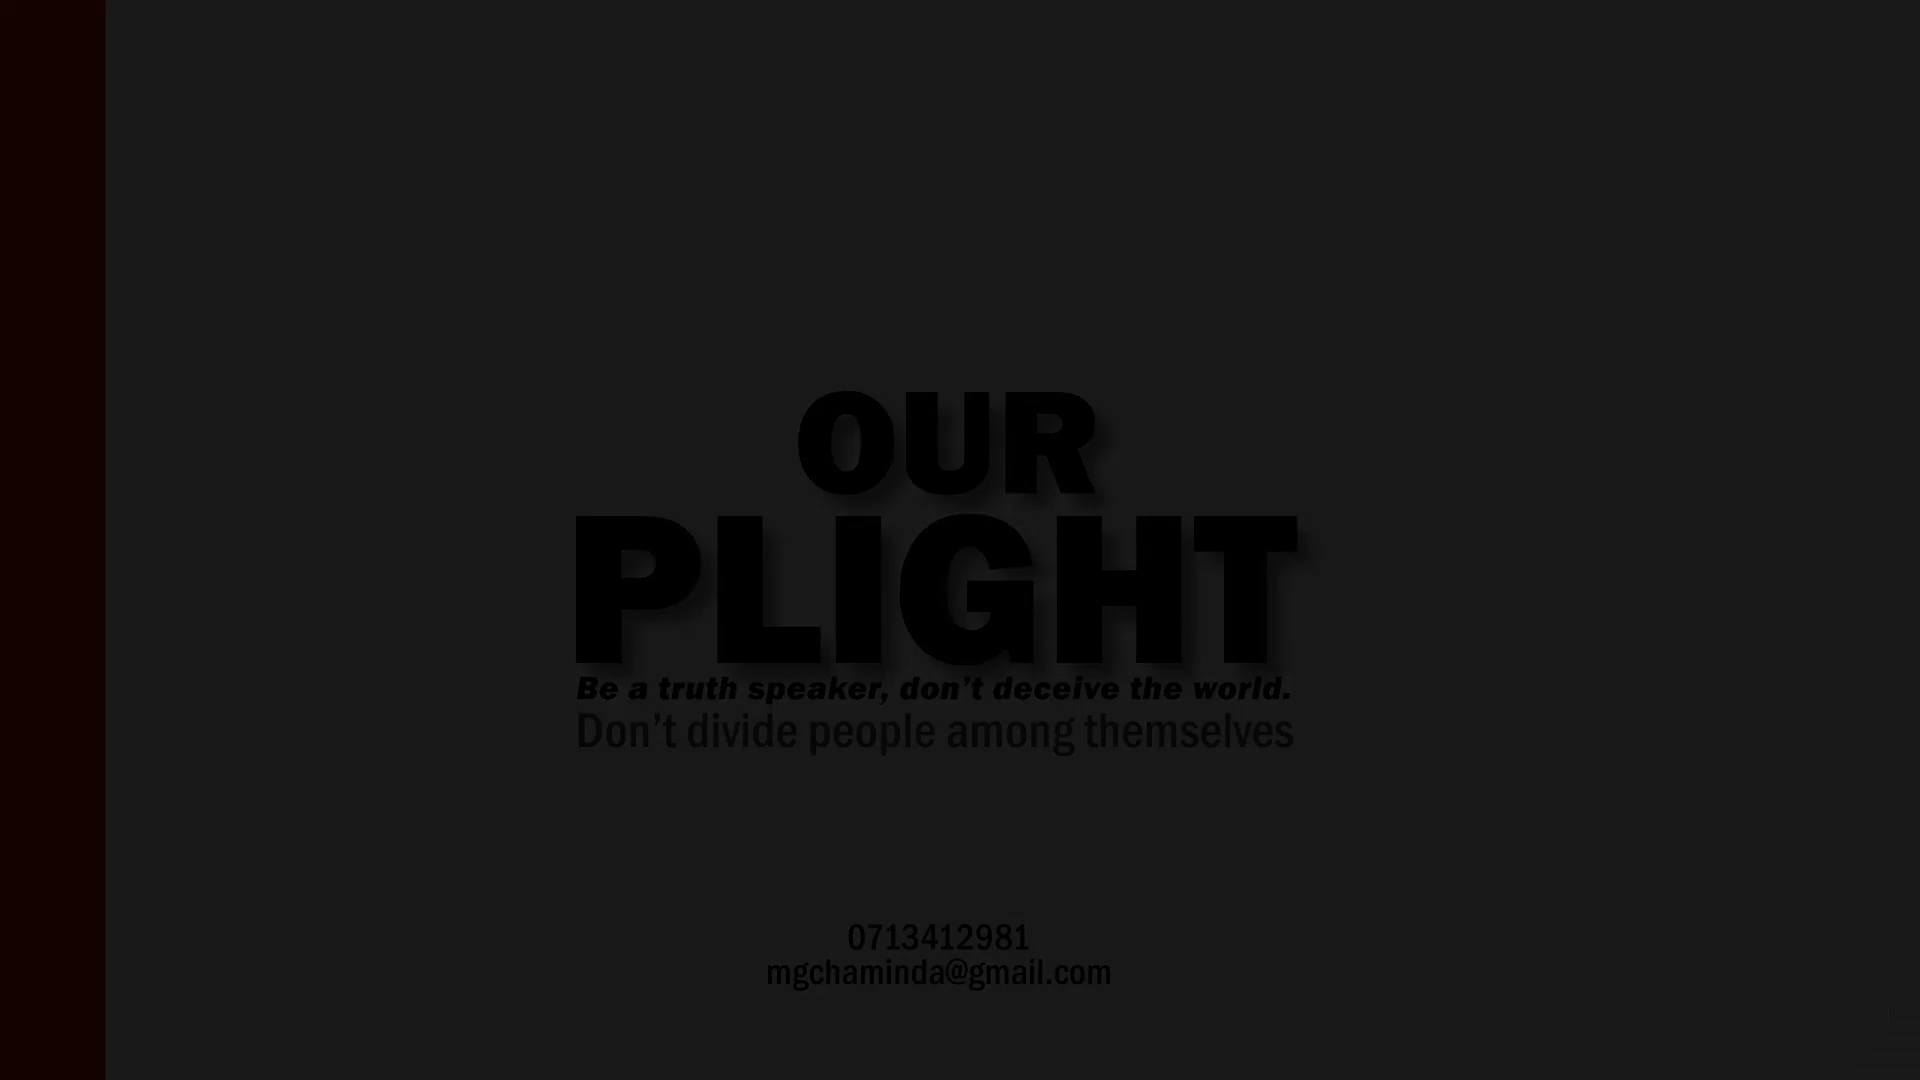 OUR
PLIGHT
Be a truth speaker, don’t deceive the world.
Don’t divide people among themselves
0713412981
mgchaminda@gmail.com